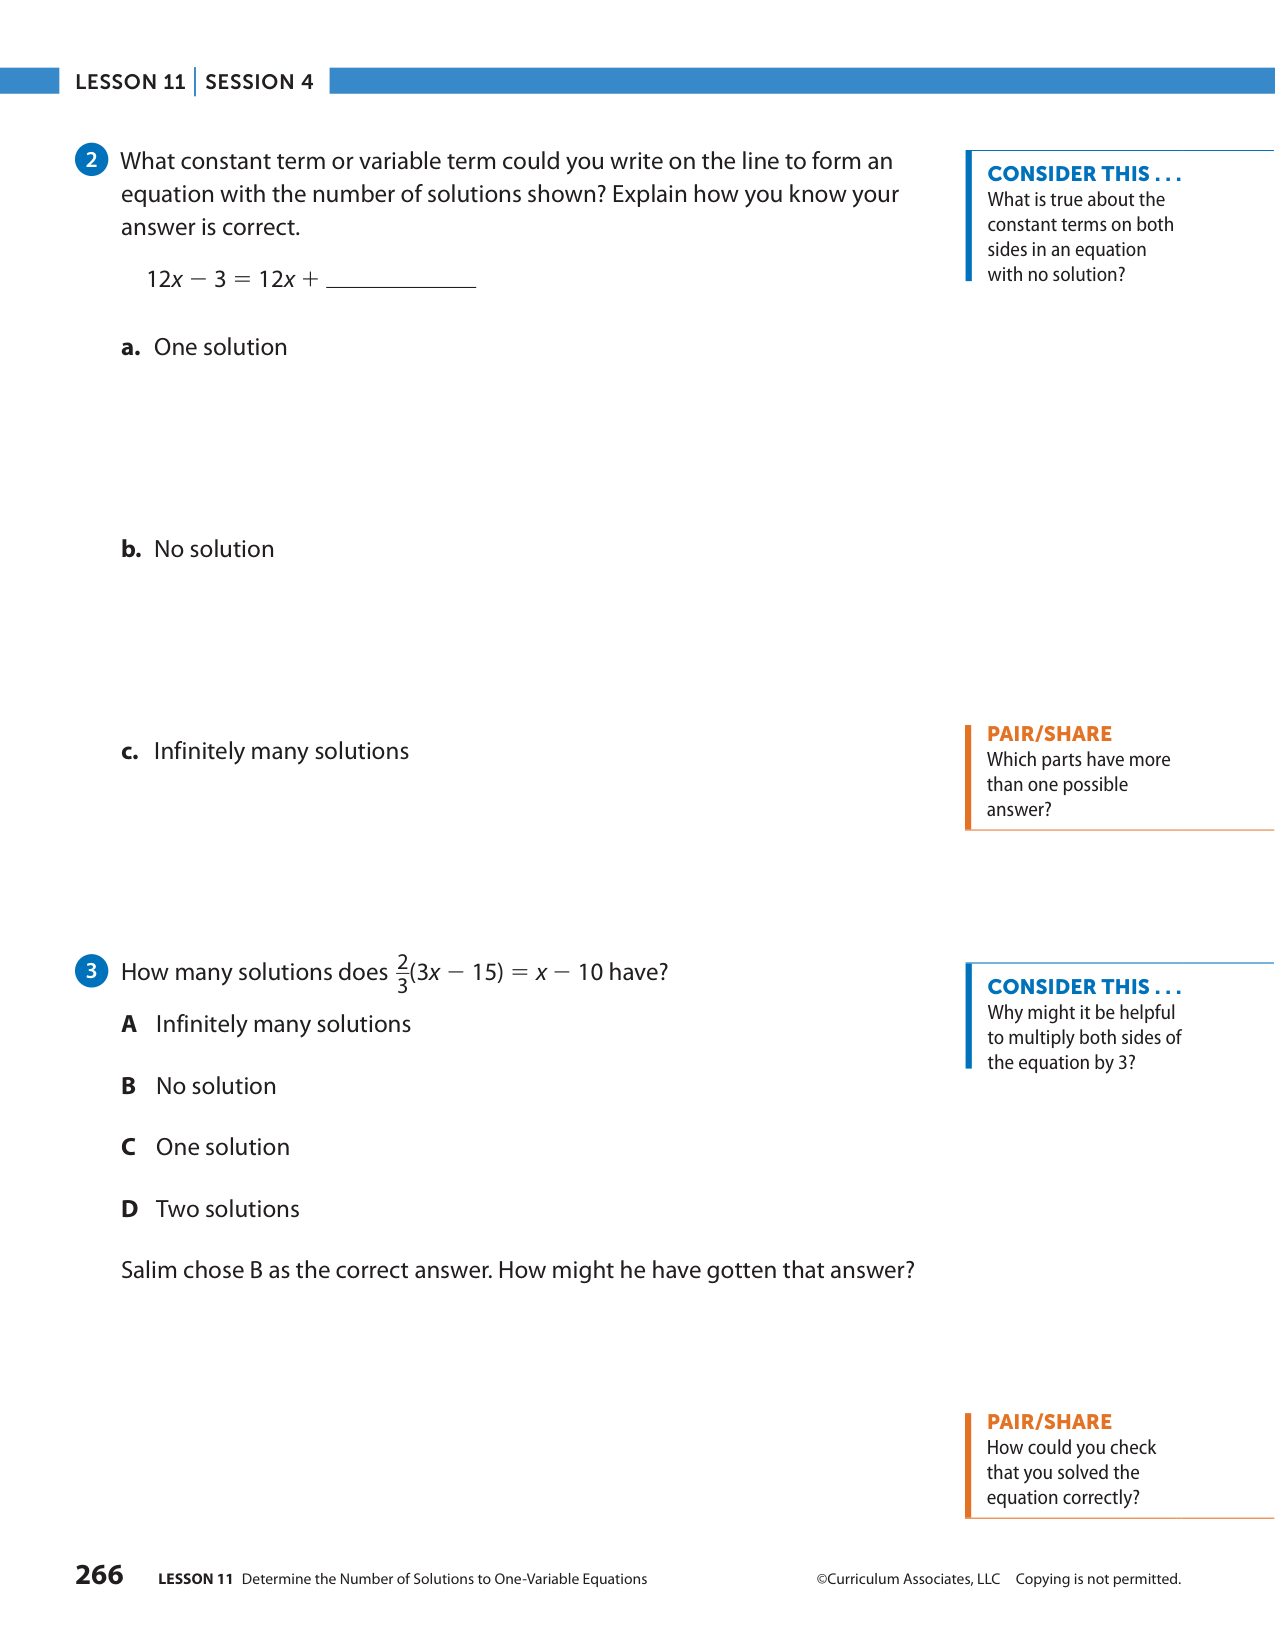 LESSON 11 | SESSION 4
2 What constant term or variable term could you write on the line to form an
equation with the number of solutions shown? Explain how you know your
answer is correct.
12x − 3 = 12x + ____________
a. One solution
b. No solution
c. Infinitely many solutions
CONSIDER THIS . . .
What is true about the
constant terms on both
sides in an equation
with no solution?
PAIR/SHARE
Which parts have more
than one possible
answer?
3 How many solutions does 2/3(3x − 15) = x − 10 have?
A Infinitely many solutions
B No solution
C One solution
D Two solutions
Salim chose B as the correct answer. How might he have gotten that answer?
CONSIDER THIS . . .
Why might it be helpful
to multiply both sides of
the equation by 3?
PAIR/SHARE
How could you check
that you solved the
equation correctly?
266 LESSON 11 Determine the Number of Solutions to One-Variable Equations ©Curriculum Associates, LLC Copying is not permitted.